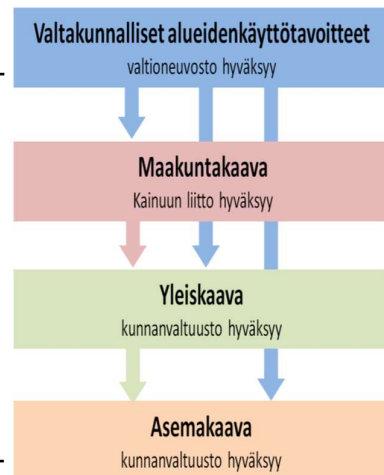 Valtakunnalliset alueidenkäyttötavoitteet
valtioneuvosto hyväksyy
Maakuntakaava
Kainuun liitto hyväksyy
Yleiskaava
kunnanvaltuusto hyväksyy
Asemakaava
kunnanvaltuusto hyväksyy